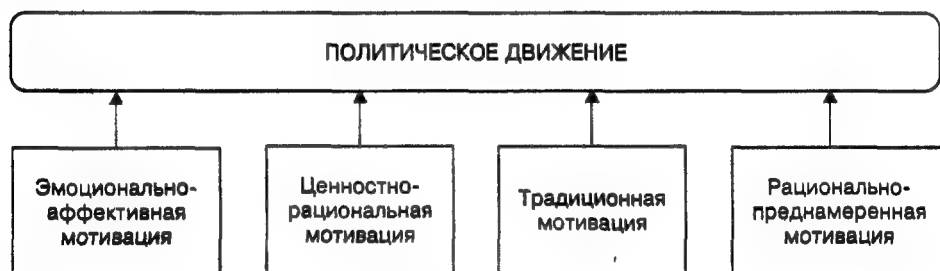 ПОЛИТИЧЕСКОЕ ДВИЖЕНИЕ
Эмоционально-
аффективная
мотивация
Ценностно-
рациональная
мотивация
Традиционная
мотивация
Рационально-
преднамеренная
мотивация